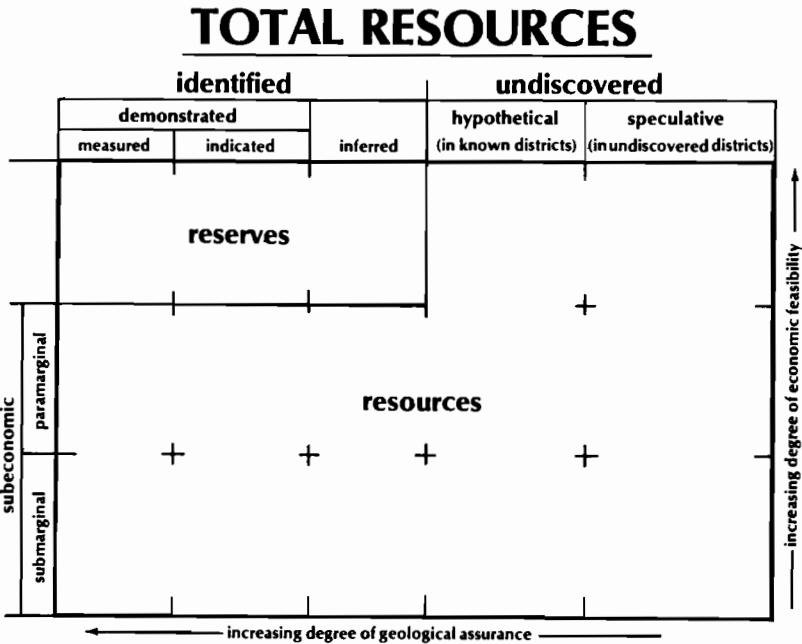 TOTAL RESOURCES
identified
undiscovered
demonstrated
hypothetical
speculative
measured
indicated
inferred
(in known districts)
(in undiscovered districts)
reserves
resources
subeconomic
paramarginal
submarginal
increasing degree of economic feasibility
increasing degree of geological assurance